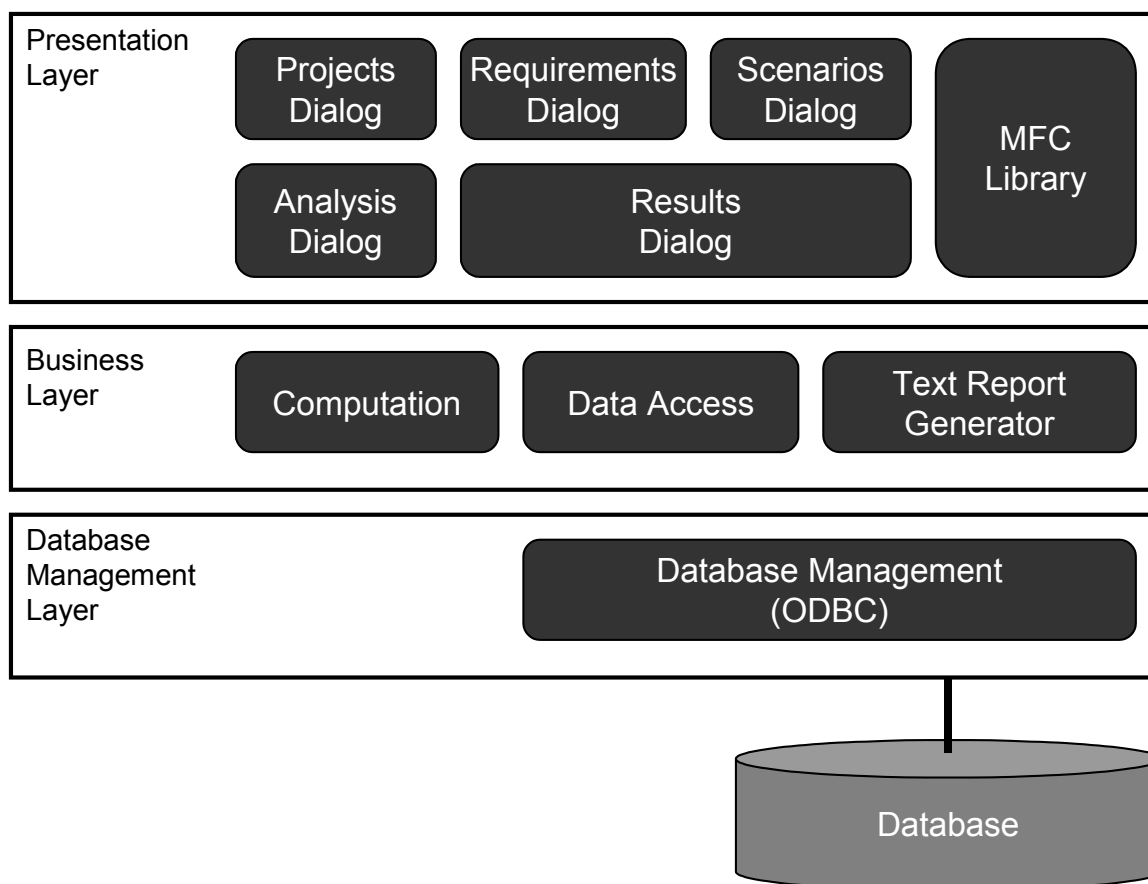 Presentation
Layer
Projects
Dialog
Requirements
Dialog
Scenarios
Dialog
MFC
Library
Analysis
Dialog
Results
Dialog
Business
Layer
Computation
Data Access
Text Report
Generator
Database
Management
Layer
Database Management
(ODBC)
Database